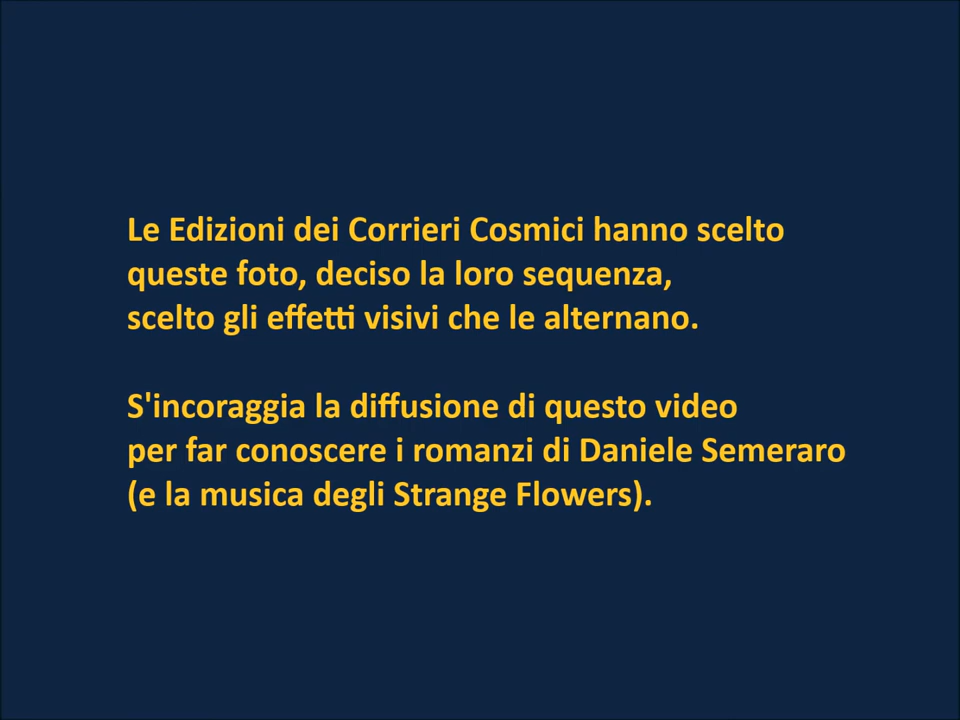 Le Edizioni dei Corrieri Cosmici hanno scelto
queste foto, deciso la loro sequenza,
scelto gli effetti visivi che le alternano.
S'incoraggia la diffusione di questo video
per far conoscere i romanzi di Daniele Semeraro
(e la musica degli Strange Flowers).